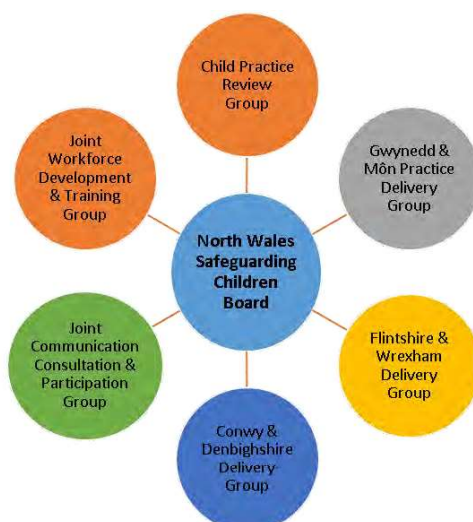 Child Practice
Review
Group
Joint
Workforce
Development
& Training
Group
Gwynedd &
Môn Practice
Delivery
Group
North Wales
Safeguarding
Children
Board
Joint
Communication
Consultation &
Participation
Group
Flintshire &
Wrexham
Delivery
Group
Conwy &
Denbighshire
Delivery
Group